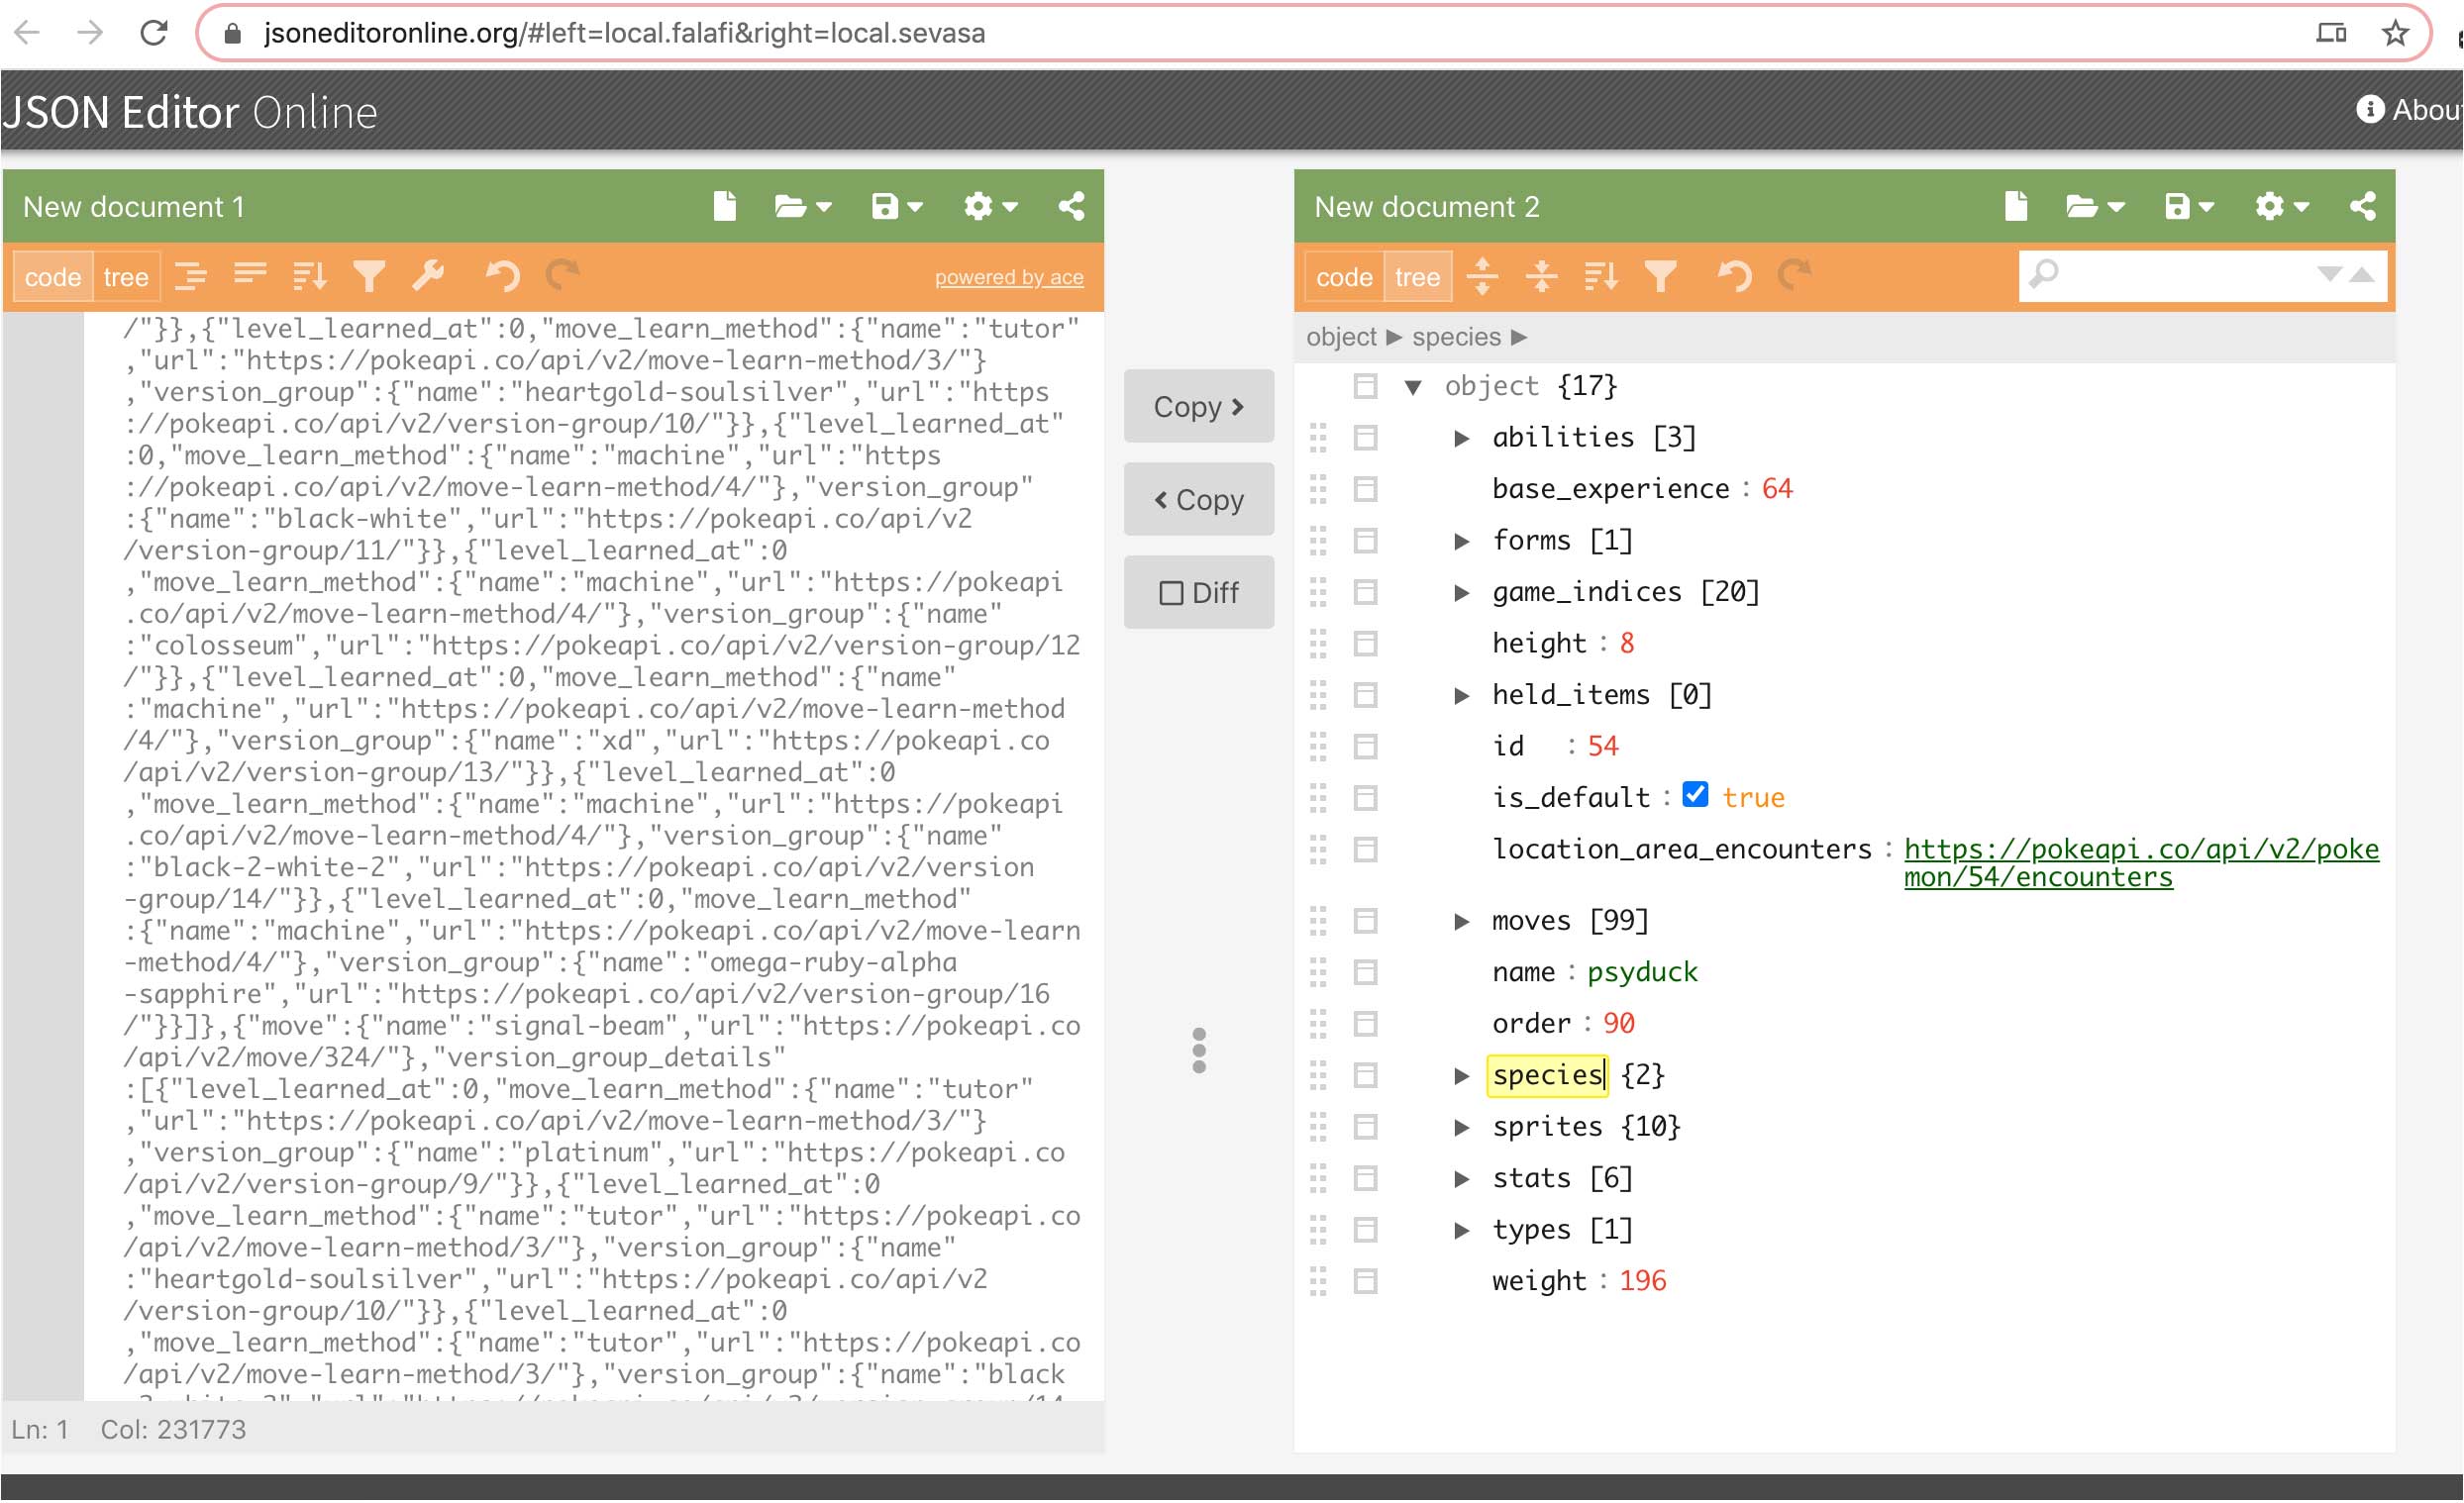 jsoneditoronline.org/#left=local.falafi&right=local.sevasa
JSON Editor Online
Abou
New document 1
code tree
powered by ace
/"}},{"level_learned_at":0,"move_learn_method":{"name":"tutor"
,"url":"https://pokeapi.co/api/v2/move-learn-method/3/"}
,"version_group":{"name":"heartgold-soulsilver","url":"https
://pokeapi.co/api/v2/version-group/10/"}},{"level_learned_at"
:0,"move_learn_method":{"name":"machine","url":"https
://pokeapi.co/api/v2/move-learn-method/4/"},"version_group"
:{"name":"black-white","url":"https://pokeapi.co/api/v2
/version-group/11/"}},{"level_learned_at":0
,"move_learn_method":{"name":"machine","url":"https://pokeapi
.co/api/v2/move-learn-method/4/"},"version_group":{"name"
:"colosseum","url":"https://pokeapi.co/api/v2/version-group/12
/"}},{"level_learned_at":0,"move_learn_method":{"name"
:"machine","url":"https://pokeapi.co/api/v2/move-learn-method
/4/"},"version_group":{"name":"xd","url":"https://pokeapi.co
/api/v2/version-group/13/"}},{"level_learned_at":0
,"move_learn_method":{"name":"machine","url":"https://pokeapi
.co/api/v2/move-learn-method/4/"},"version_group":{"name"
:"black-2-white-2","url":"https://pokeapi.co/api/v2/version
-group/14/"}},{"level_learned_at":0,"move_learn_method"
:{"name":"machine","url":"https://pokeapi.co/api/v2/move-learn
-method/4/"},"version_group":{"name":"omega-ruby-alpha
-sapphire","url":"https://pokeapi.co/api/v2/version-group/16
/"}}]},{"move":{"name":"signal-beam","url":"https://pokeapi.co
/api/v2/move/324/"},"version_group_details"
:[{"level_learned_at":0,"move_learn_method":{"name":"tutor"
,"url":"https://pokeapi.co/api/v2/move-learn-method/3/"}
,"version_group":{"name":"platinum","url":"https://pokeapi.co
/api/v2/version-group/9/"}},{"level_learned_at":0
,"move_learn_method":{"name":"tutor","url":"https://pokeapi.co
/api/v2/move-learn-method/3/"},"version_group":{"name"
:"heartgold-soulsilver","url":"https://pokeapi.co/api/v2
/version-group/10/"}},{"level_learned_at":0
,"move_learn_method":{"name":"tutor","url":"https://pokeapi.co
/api/v2/move-learn-method/3/"},"version_group":{"name":"black
Ln: 1 Col: 231773
Copy
Copy
Diff
New document 2
code tree
object ► species ►
object {17}
abilities [3]
base_experience : 64
forms [1]
game_indices [20]
height : 8
held_items [0]
id : 54
is_default : true
location_area_encounters : https://pokeapi.co/api/v2/poke
mon/54/encounters
moves [99]
name : psyduck
order : 90
species {2}
sprites {10}
stats [6]
types [1]
weight : 196